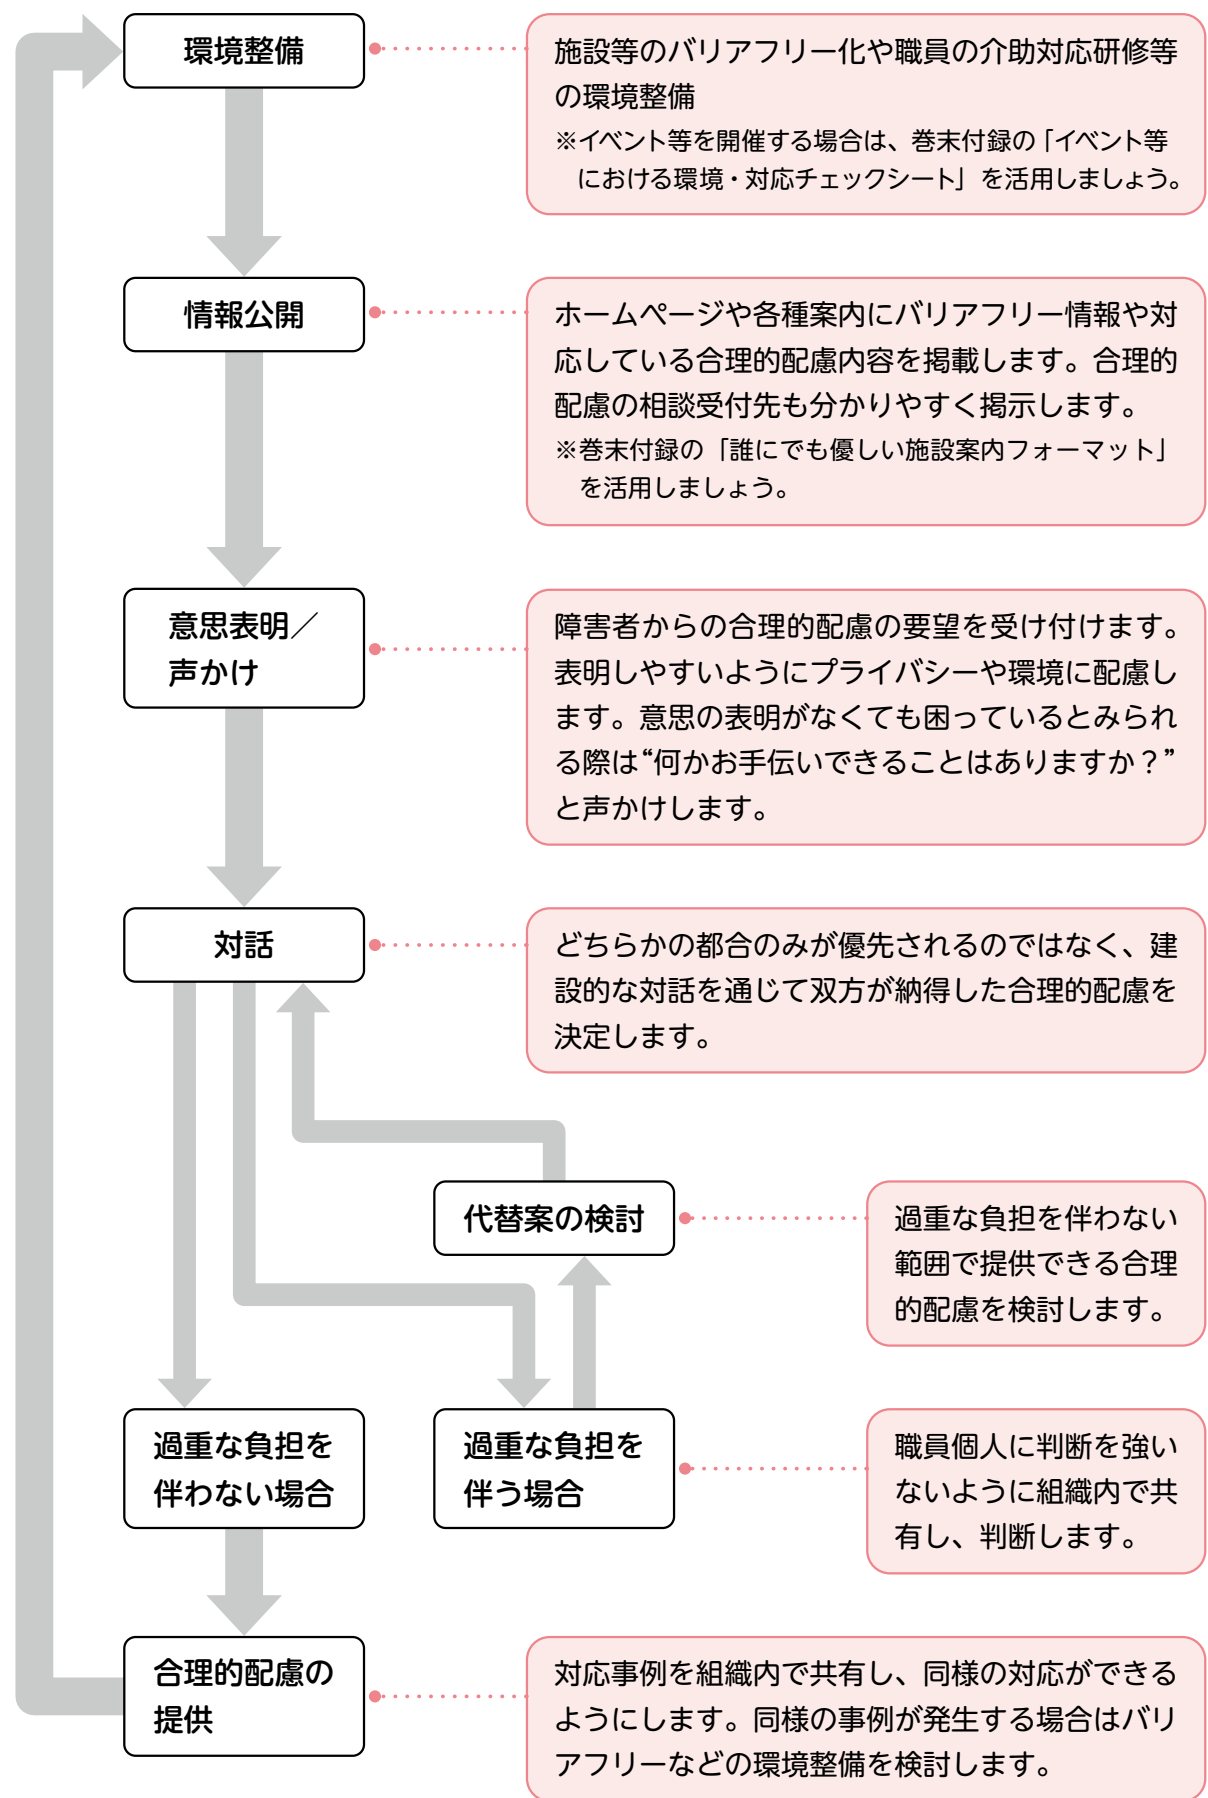 環境整備
施設等のバリアフリー化や職員の介助対応研修等
の環境整備
※イベント等を開催する場合は、巻末付録の「イベント等
における環境・対応チェックシート」を活用しましょう。
情報公開
ホームページや各種案内にバリアフリー情報や対
応している合理的配慮内容を掲載します。合理的
配慮の相談受付先も分かりやすく掲示します。
※巻末付録の「誰にでも優しい施設案内フォーマット」
を活用しましょう。
意思表明／
声かけ
障害者からの合理的配慮の要望を受け付けます。
表明しやすいようにプライバシーや環境に配慮し
ます。意思の表明がなくても困っているとみられ
る際は“何かお手伝いできることはありますか？”
と声かけします。
対話
どちらかの都合のみが優先されるのではなく、建
設的な対話を通じて双方が納得した合理的配慮を
決定します。
代替案の検討
過重な負担を伴わない
範囲で提供できる合理
的配慮を検討します。
過重な負担を
伴わない場合
過重な負担を
伴う場合
職員個人に判断を強い
ないように組織内で共
有し、判断します。
合理的配慮の
提供
対応事例を組織内で共有し、同様の対応ができる
ようにします。同様の事例が発生する場合はバリ
アフリーなどの環境整備を検討します。